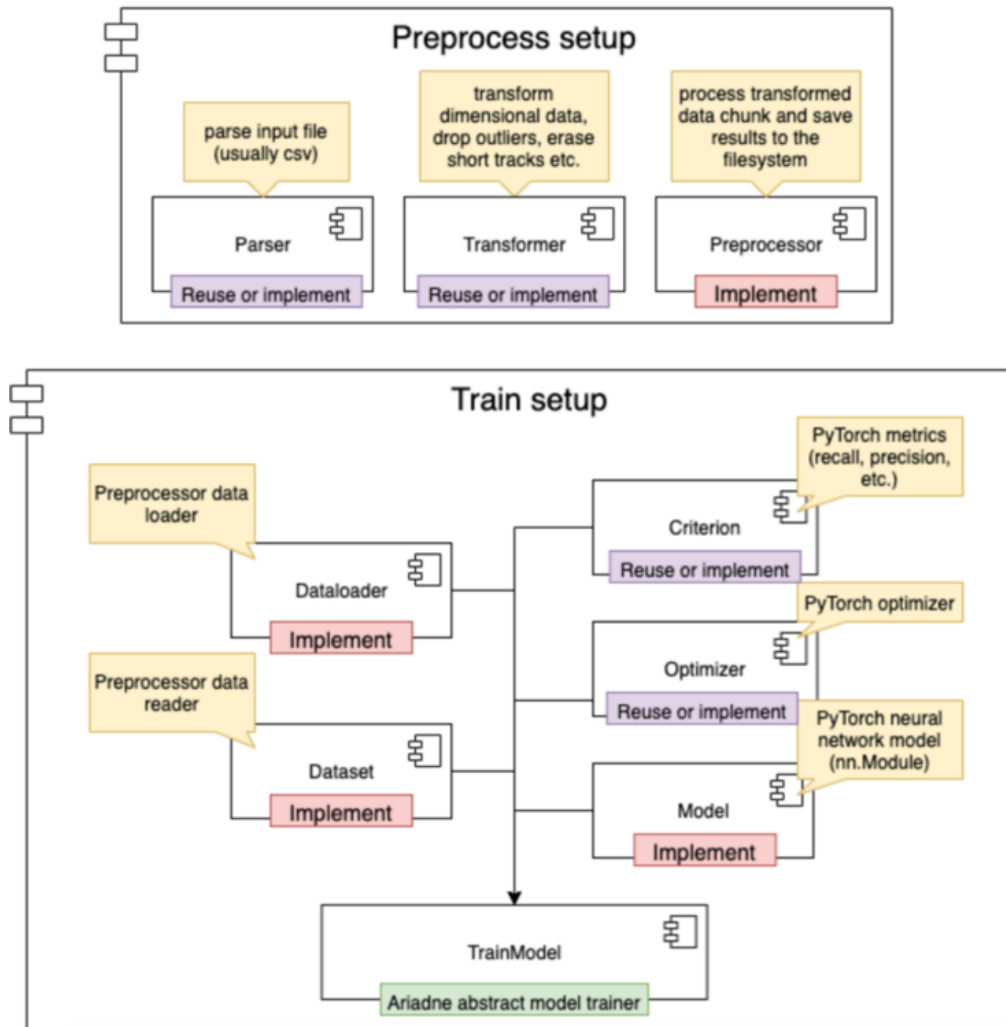 Preprocess setup
parse input file
(usually csv)
transform
dimensional data,
drop outliers, erase
short tracks etc.
process transformed
data chunk and save
results to the
filesystem
Parser
Reuse or implement
Transformer
Reuse or implement
Preprocessor
Implement
Train setup
Preprocessor data
loader
Dataloader
Implement
Preprocessor data
reader
Dataset
Implement
PyTorch metrics
(recall, precision,
etc.)
Criterion
Reuse or implement
PyTorch optimizer
Optimizer
Reuse or implement
PyTorch neural
network model
(nn.Module)
Model
Implement
TrainModel
Ariadne abstract model trainer